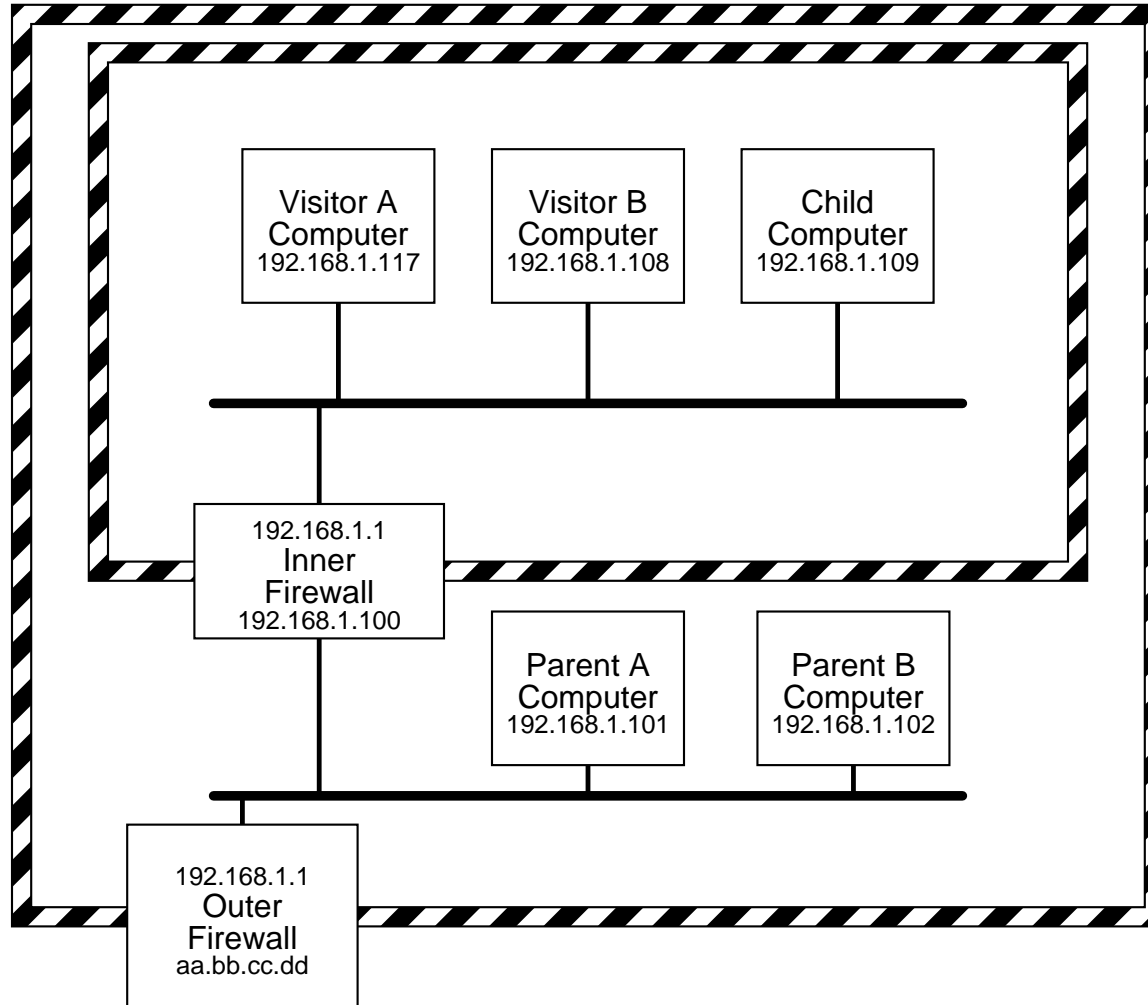 Visitor A
Computer
192.168.1.117
Visitor B
Computer
192.168.1.108
Child
Computer
192.168.1.109
192.168.1.1
Inner
Firewall
192.168.1.100
Parent A
Computer
192.168.1.101
Parent B
Computer
192.168.1.102
192.168.1.1
Outer
Firewall
aa.bb.cc.dd